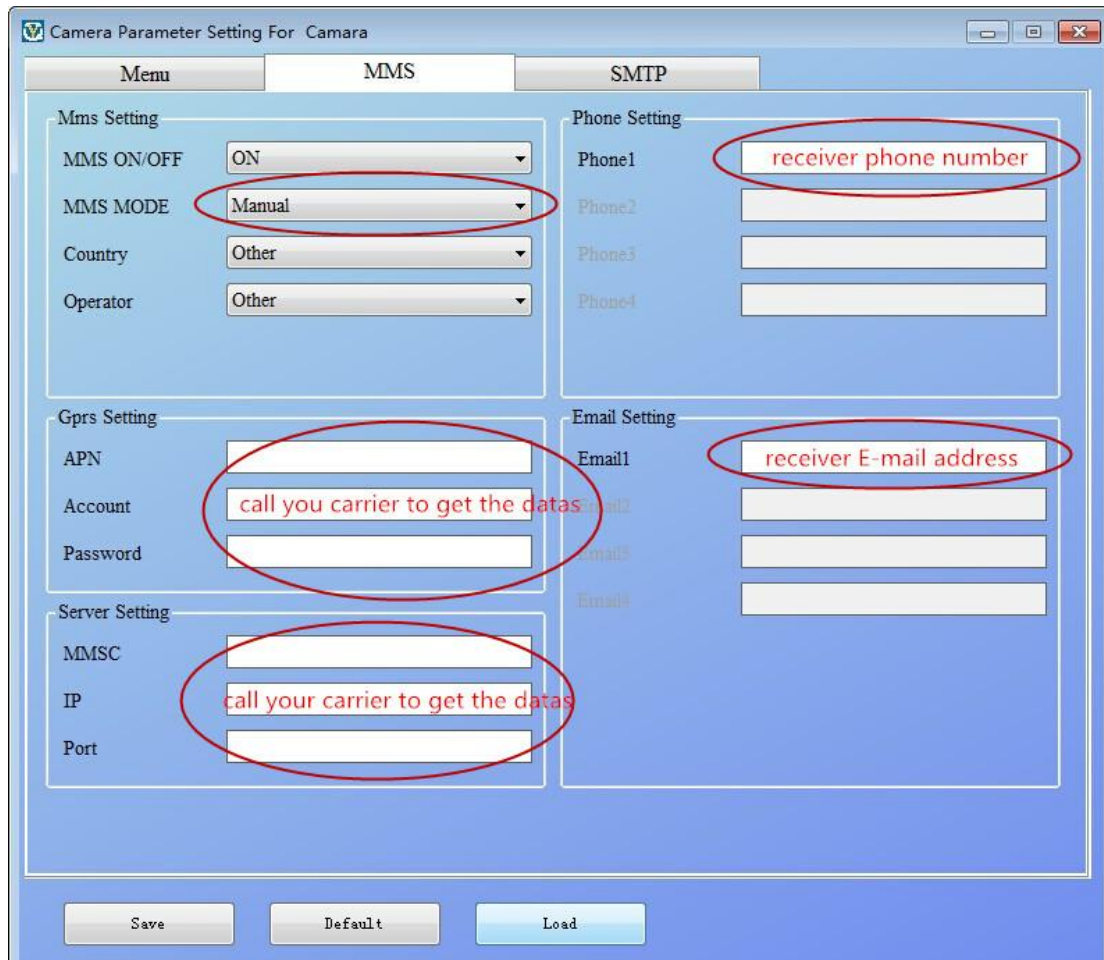 Camera Parameter Setting For Camara
Menu
MMS
SMTP
Mms Setting
MMS ON/OFF
ON
MMS MODE
Manual
Country
Other
Operator
Other
Phone Setting
Phone1
receiver phone number
Phone2
Phone3
Phone4
Gprs Setting
APN
Account
call you carrier to get the datas
Password
Email Setting
Email1
receiver E-mail address
Email2
Email3
Email4
Server Setting
MMSC
IP
call your carrier to get the datas
Port
Save
Default
Load